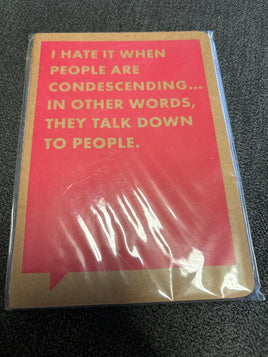 I HATE IT WHEN
PEOPLE ARE
CONDESCENDING...
IN OTHER WORDS,
THEY TALK DOWN
TO PEOPLE.